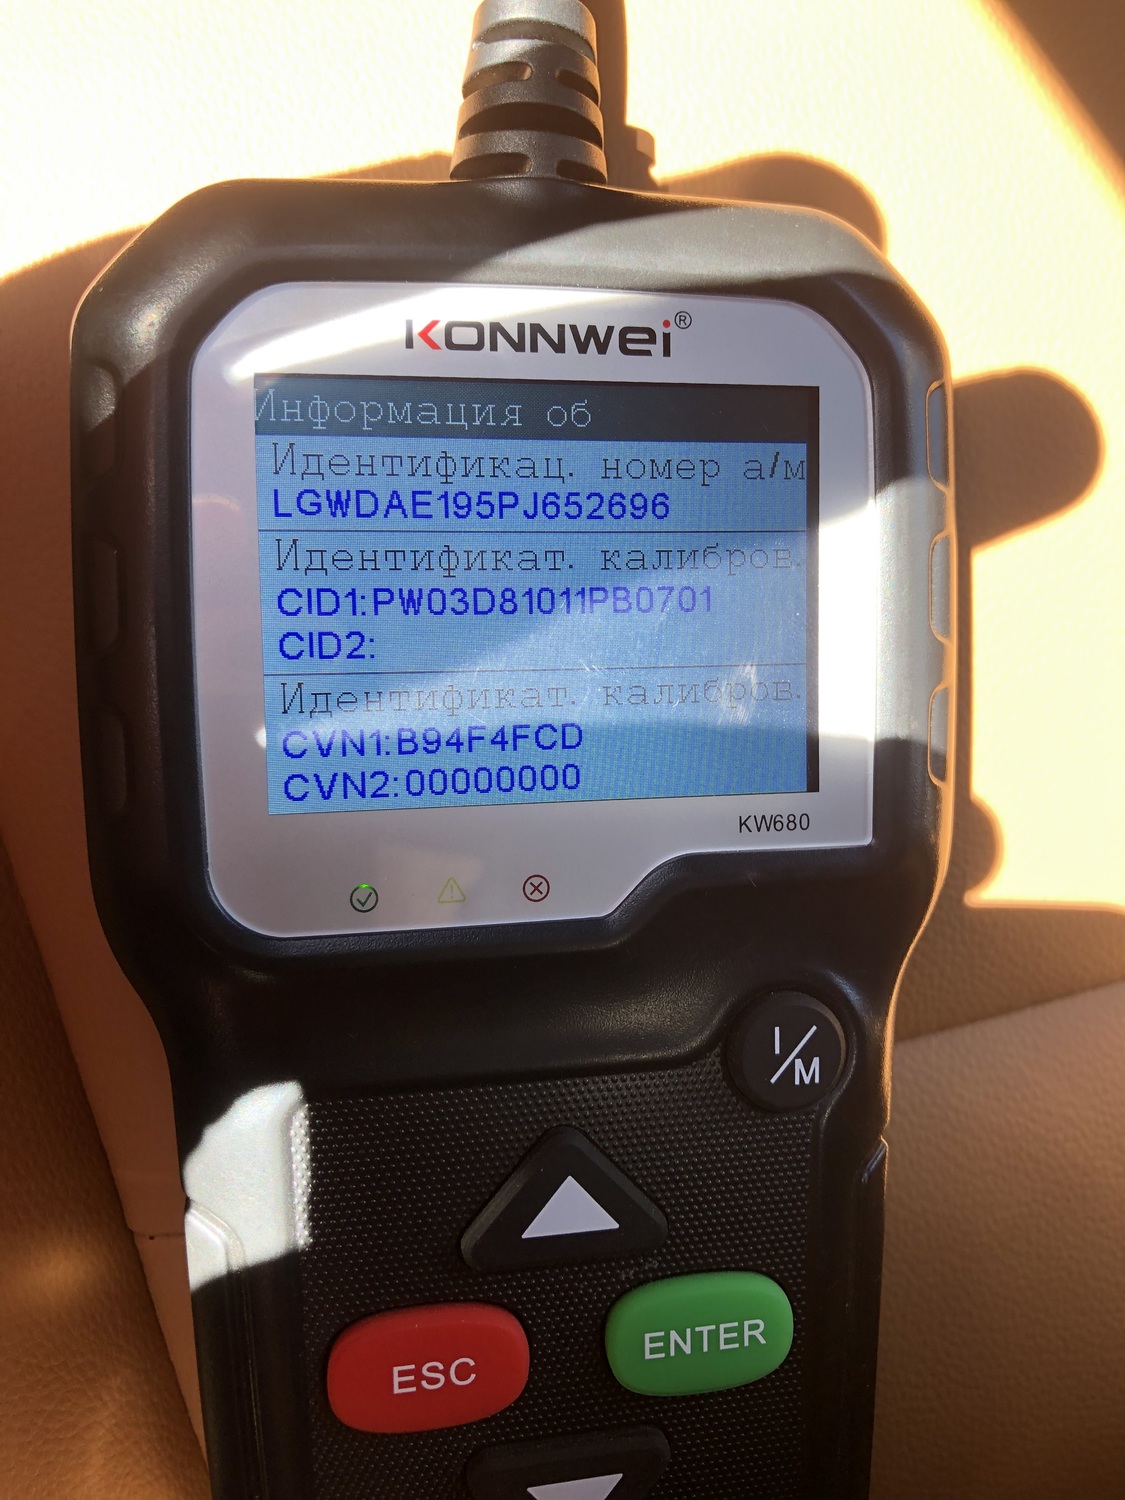 KONNWEI®
Информация об
Идентификац. номер а/м
LGWDAE195PJ652696
Идентификат. калибров.
CID1:PW03D81011PB0701
CID2:
Идентификат. калибров.
CVN1:B94F4FCD
CVN2:00000000
KW680
I/M
ESC
ENTER